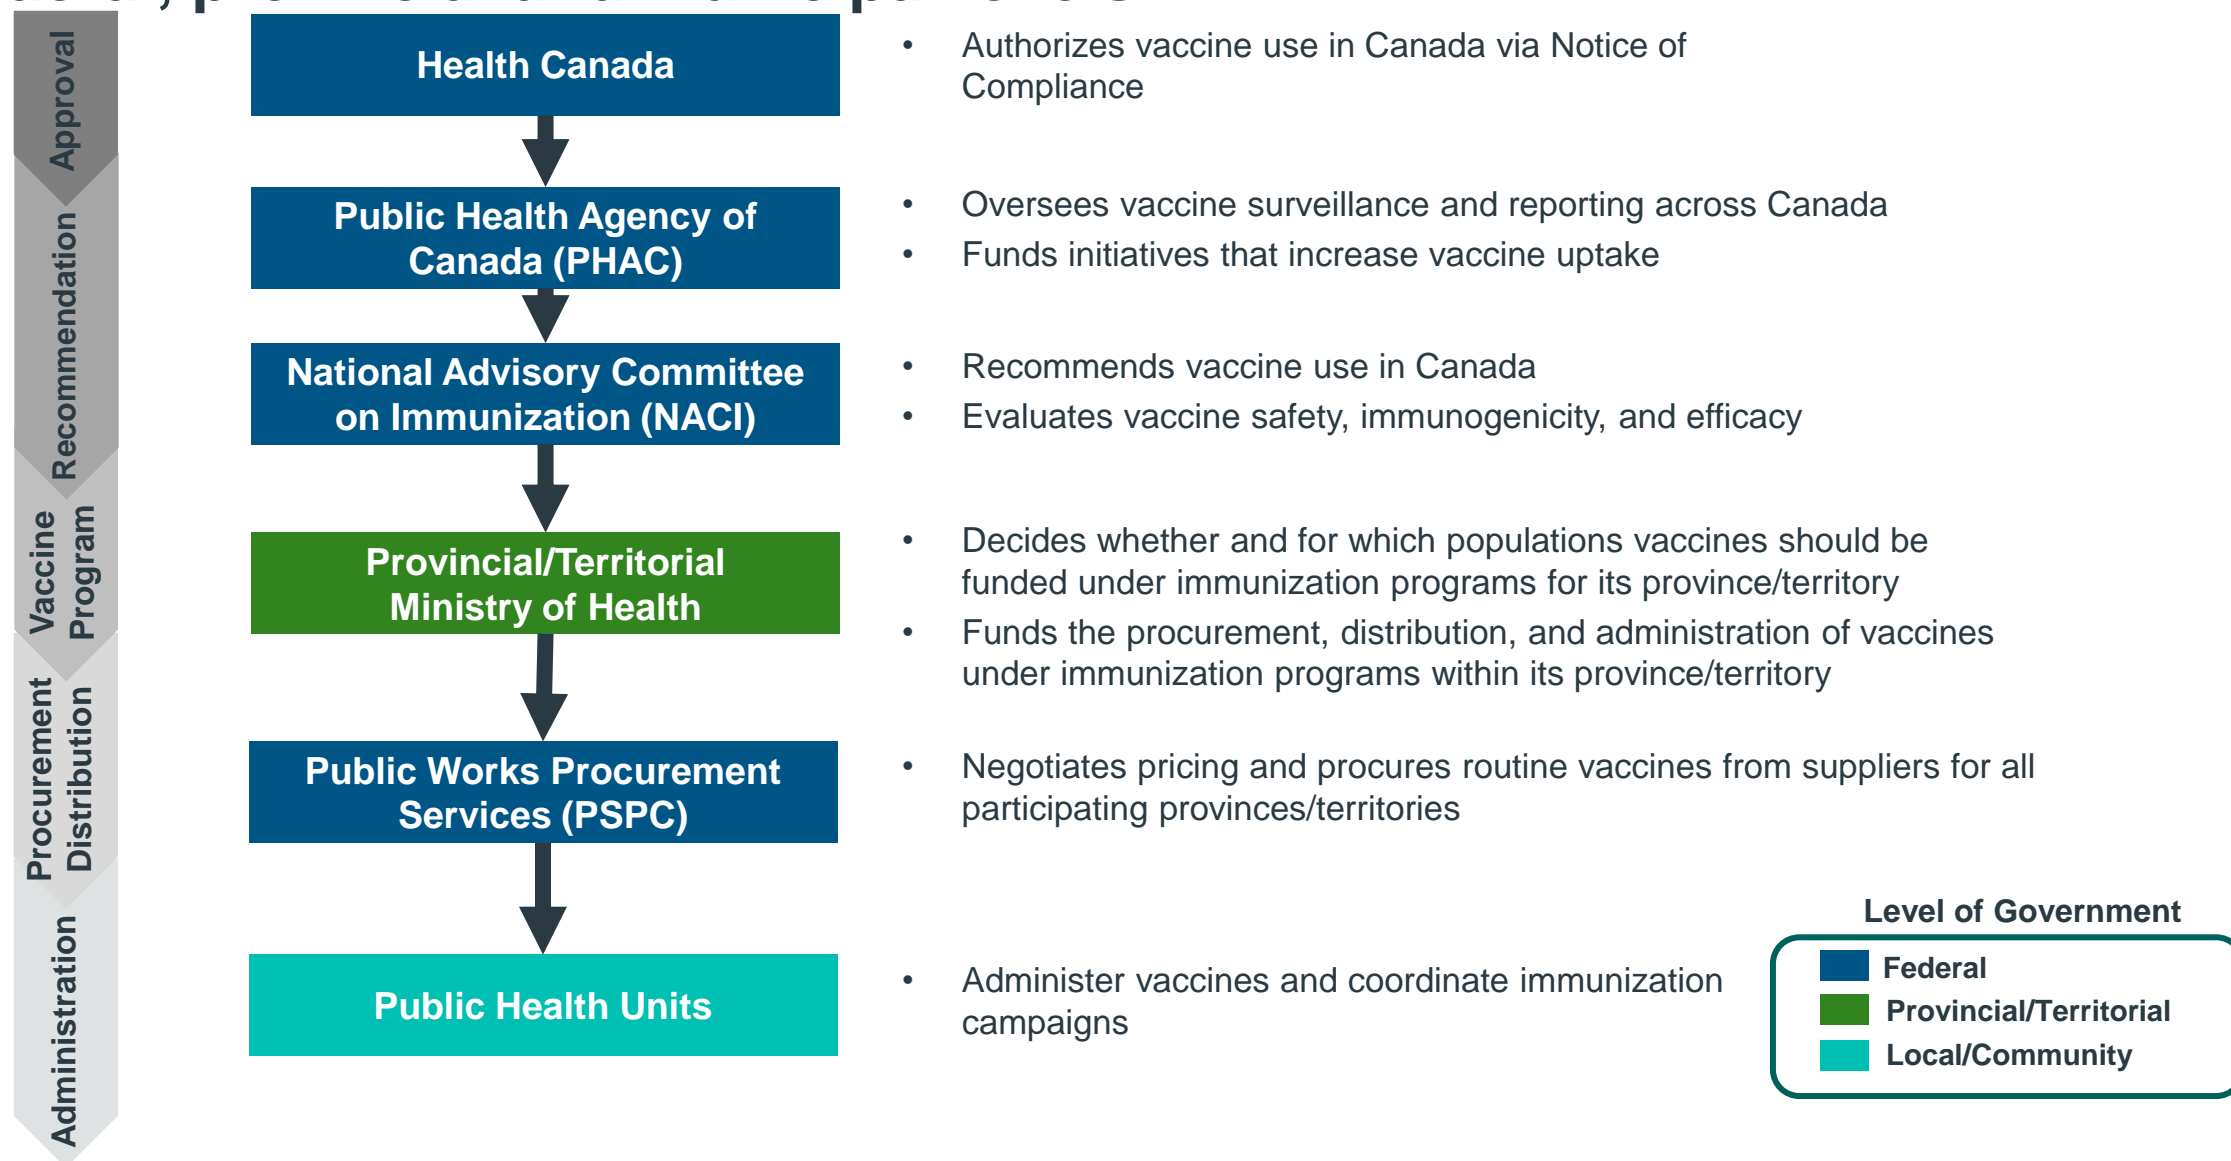 Approval
Health Canada
• Authorizes vaccine use in Canada via Notice of
Compliance
Recommendation
Public Health Agency of
Canada (PHAC)
• Oversees vaccine surveillance and reporting across Canada
• Funds initiatives that increase vaccine uptake
National Advisory Committee
on Immunization (NACI)
• Recommends vaccine use in Canada
• Evaluates vaccine safety, immunogenicity, and efficacy
Vaccine
Program
Provincial/Territorial
Ministry of Health
• Decides whether and for which populations vaccines should be
funded under immunization programs for its province/territory
• Funds the procurement, distribution, and administration of vaccines
under immunization programs within its province/territory
Procurement
Distribution
Public Works Procurement
Services (PSPC)
• Negotiates pricing and procures routine vaccines from suppliers for all
participating provinces/territories
Administration
Public Health Units
• Administer vaccines and coordinate immunization
campaigns
Level of Government
Federal
Provincial/Territorial
Local/Community